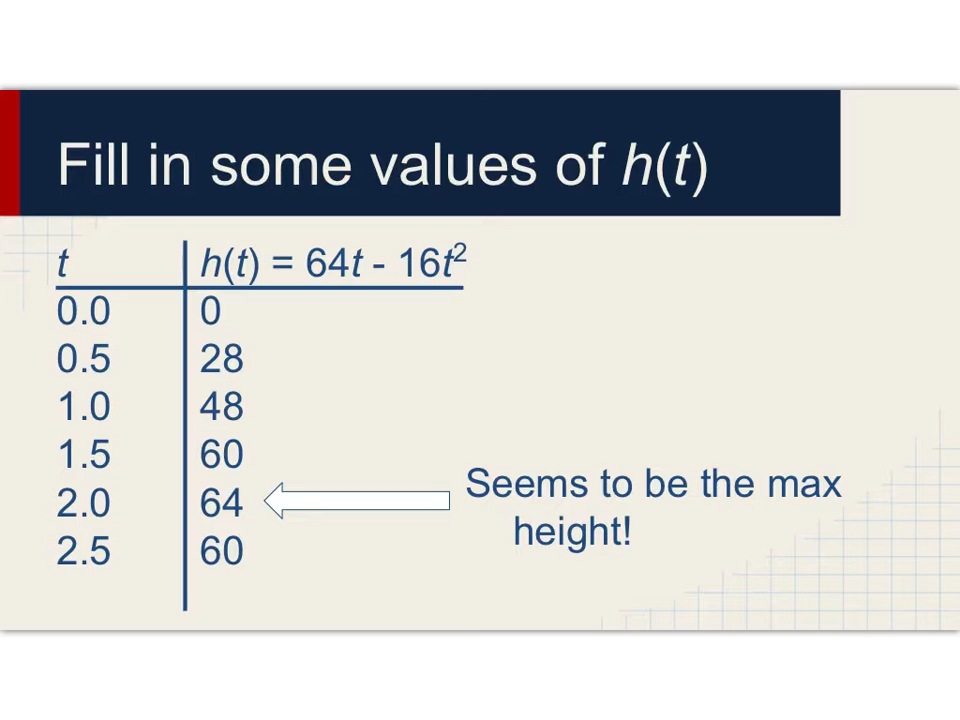 Fill in some values of h(t)
t h(t) = 64t - 16t²
0.0 0
0.5 28
1.0 48
1.5 60
2.0 64
2.5 60
Seems to be the max
height!